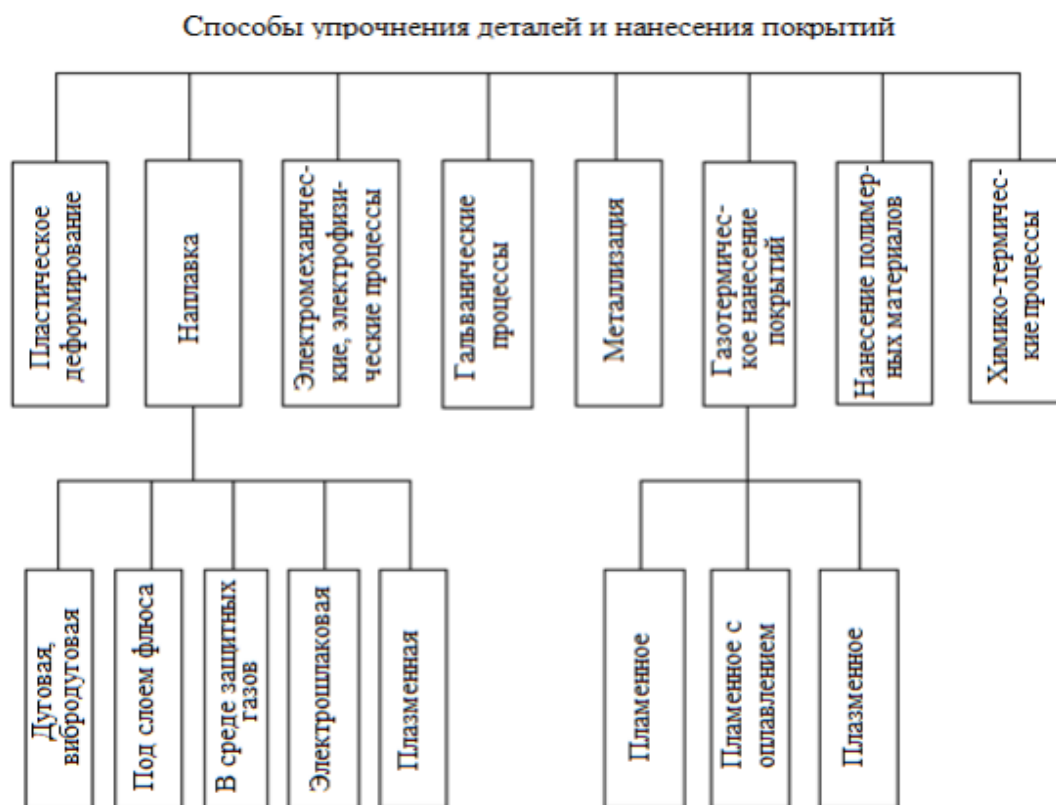 Способы упрочнения деталей и нанесения покрытий
Пластическое
деформирование
Наплавка
Электромеханичес-
кие, электрофизи-
ческие процессы
Гальванические
процессы
Металлизация
Газотермичес-
кое нанесение
покрытий
Нанесение полимер-
ных материалов
Химико-термичес-
кие процессы
Дуговая,
вибродуговая
Под слоем флюса
В среде защитных
газов
Электрошлаковая
Плазменная
Пламенное
Пламенное с
оплавлением
Плазменное